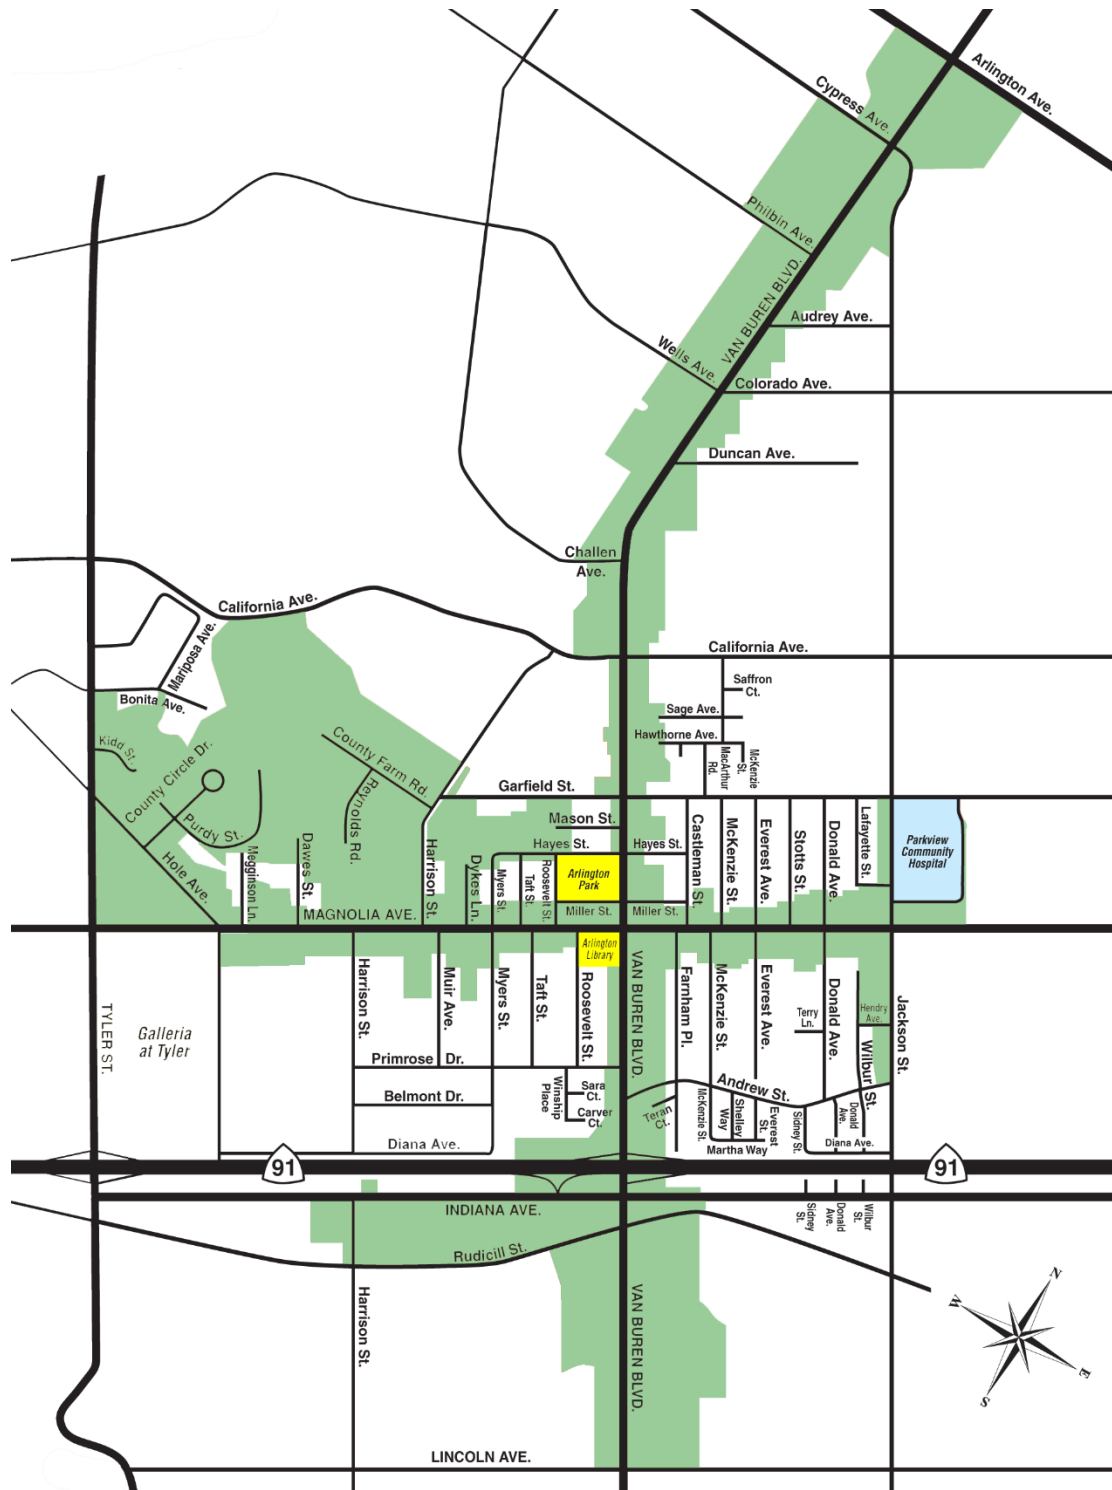 Arlington Ave.
Cypress Ave.
Philbin Ave.
VAN BUREN BLVD.
Audrey Ave.
Wells Ave.
Colorado Ave.
Duncan Ave.
Challen
Ave.
California Ave.
California Ave.
Mariposa Ave.
Bonita Ave.
Saffron
Ct.
Sage Ave.
Hawthorne Ave.
MacArthur
Rd.
McKenzie
St.
Kidd St.
County Circle Dr.
County Farm Rd.
Reynolds Rd.
Purdy St.
Hole Ave.
Megginson Ln.
Dawes St.
Garfield St.
Mason St.
Hayes St.
Hayes St.
Harrison St.
Dykes Ln.
Myers St.
Taft St.
Roosevelt St.
Arlington
Park
Miller St.
Miller St.
Castleman St.
McKenzie St.
Everest Ave.
Stotts St.
Donald Ave.
Lafayette St.
Parkview
Community
Hospital
MAGNOLIA AVE.
Arlington
Library
TYLER ST.
Galleria
at Tyler
Harrison St.
Muir Ave.
Myers St.
Taft St.
Roosevelt St.
VAN BUREN BLVD.
Farnham Pl.
McKenzie St.
Everest Ave.
Terry
Ln.
Donald Ave.
Hendry
Ave.
Wilbur St.
Jackson St.
Primrose Dr.
Belmont Dr.
Diana Ave.
Winship
Place
Sara
Ct.
Carver
Ct.
Andrew St.
Teran
Ct.
McKenzie St.
Shelley
Way
Everest
St.
Martha Way
Sidney St.
Donald
Ave.
Diana Ave.
91
91
INDIANA AVE.
Sidney
St.
Donald
Ave.
Wilbur
St.
Rudicill St.
Harrison St.
VAN BUREN BLVD.
N
W
E
S
LINCOLN AVE.